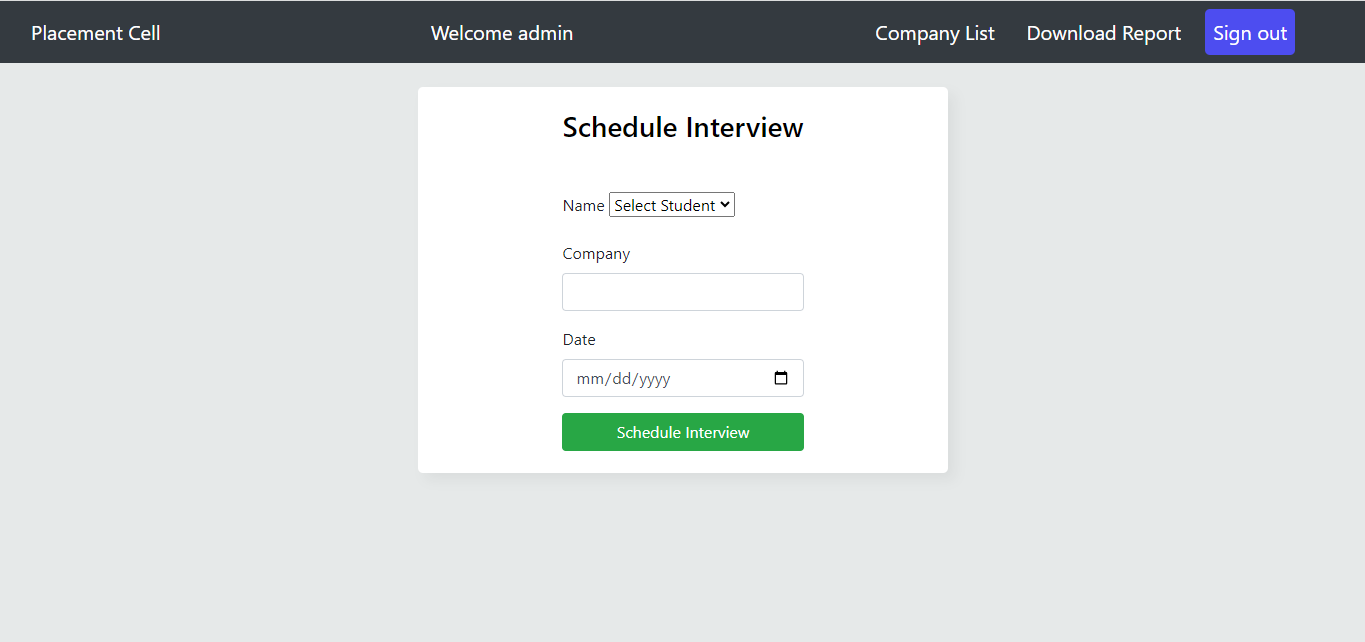 Placement Cell Welcome admin Company List Download Report Sign out
Schedule Interview
Name Select Student
Company
Date
mm/dd/yyyy
Schedule Interview